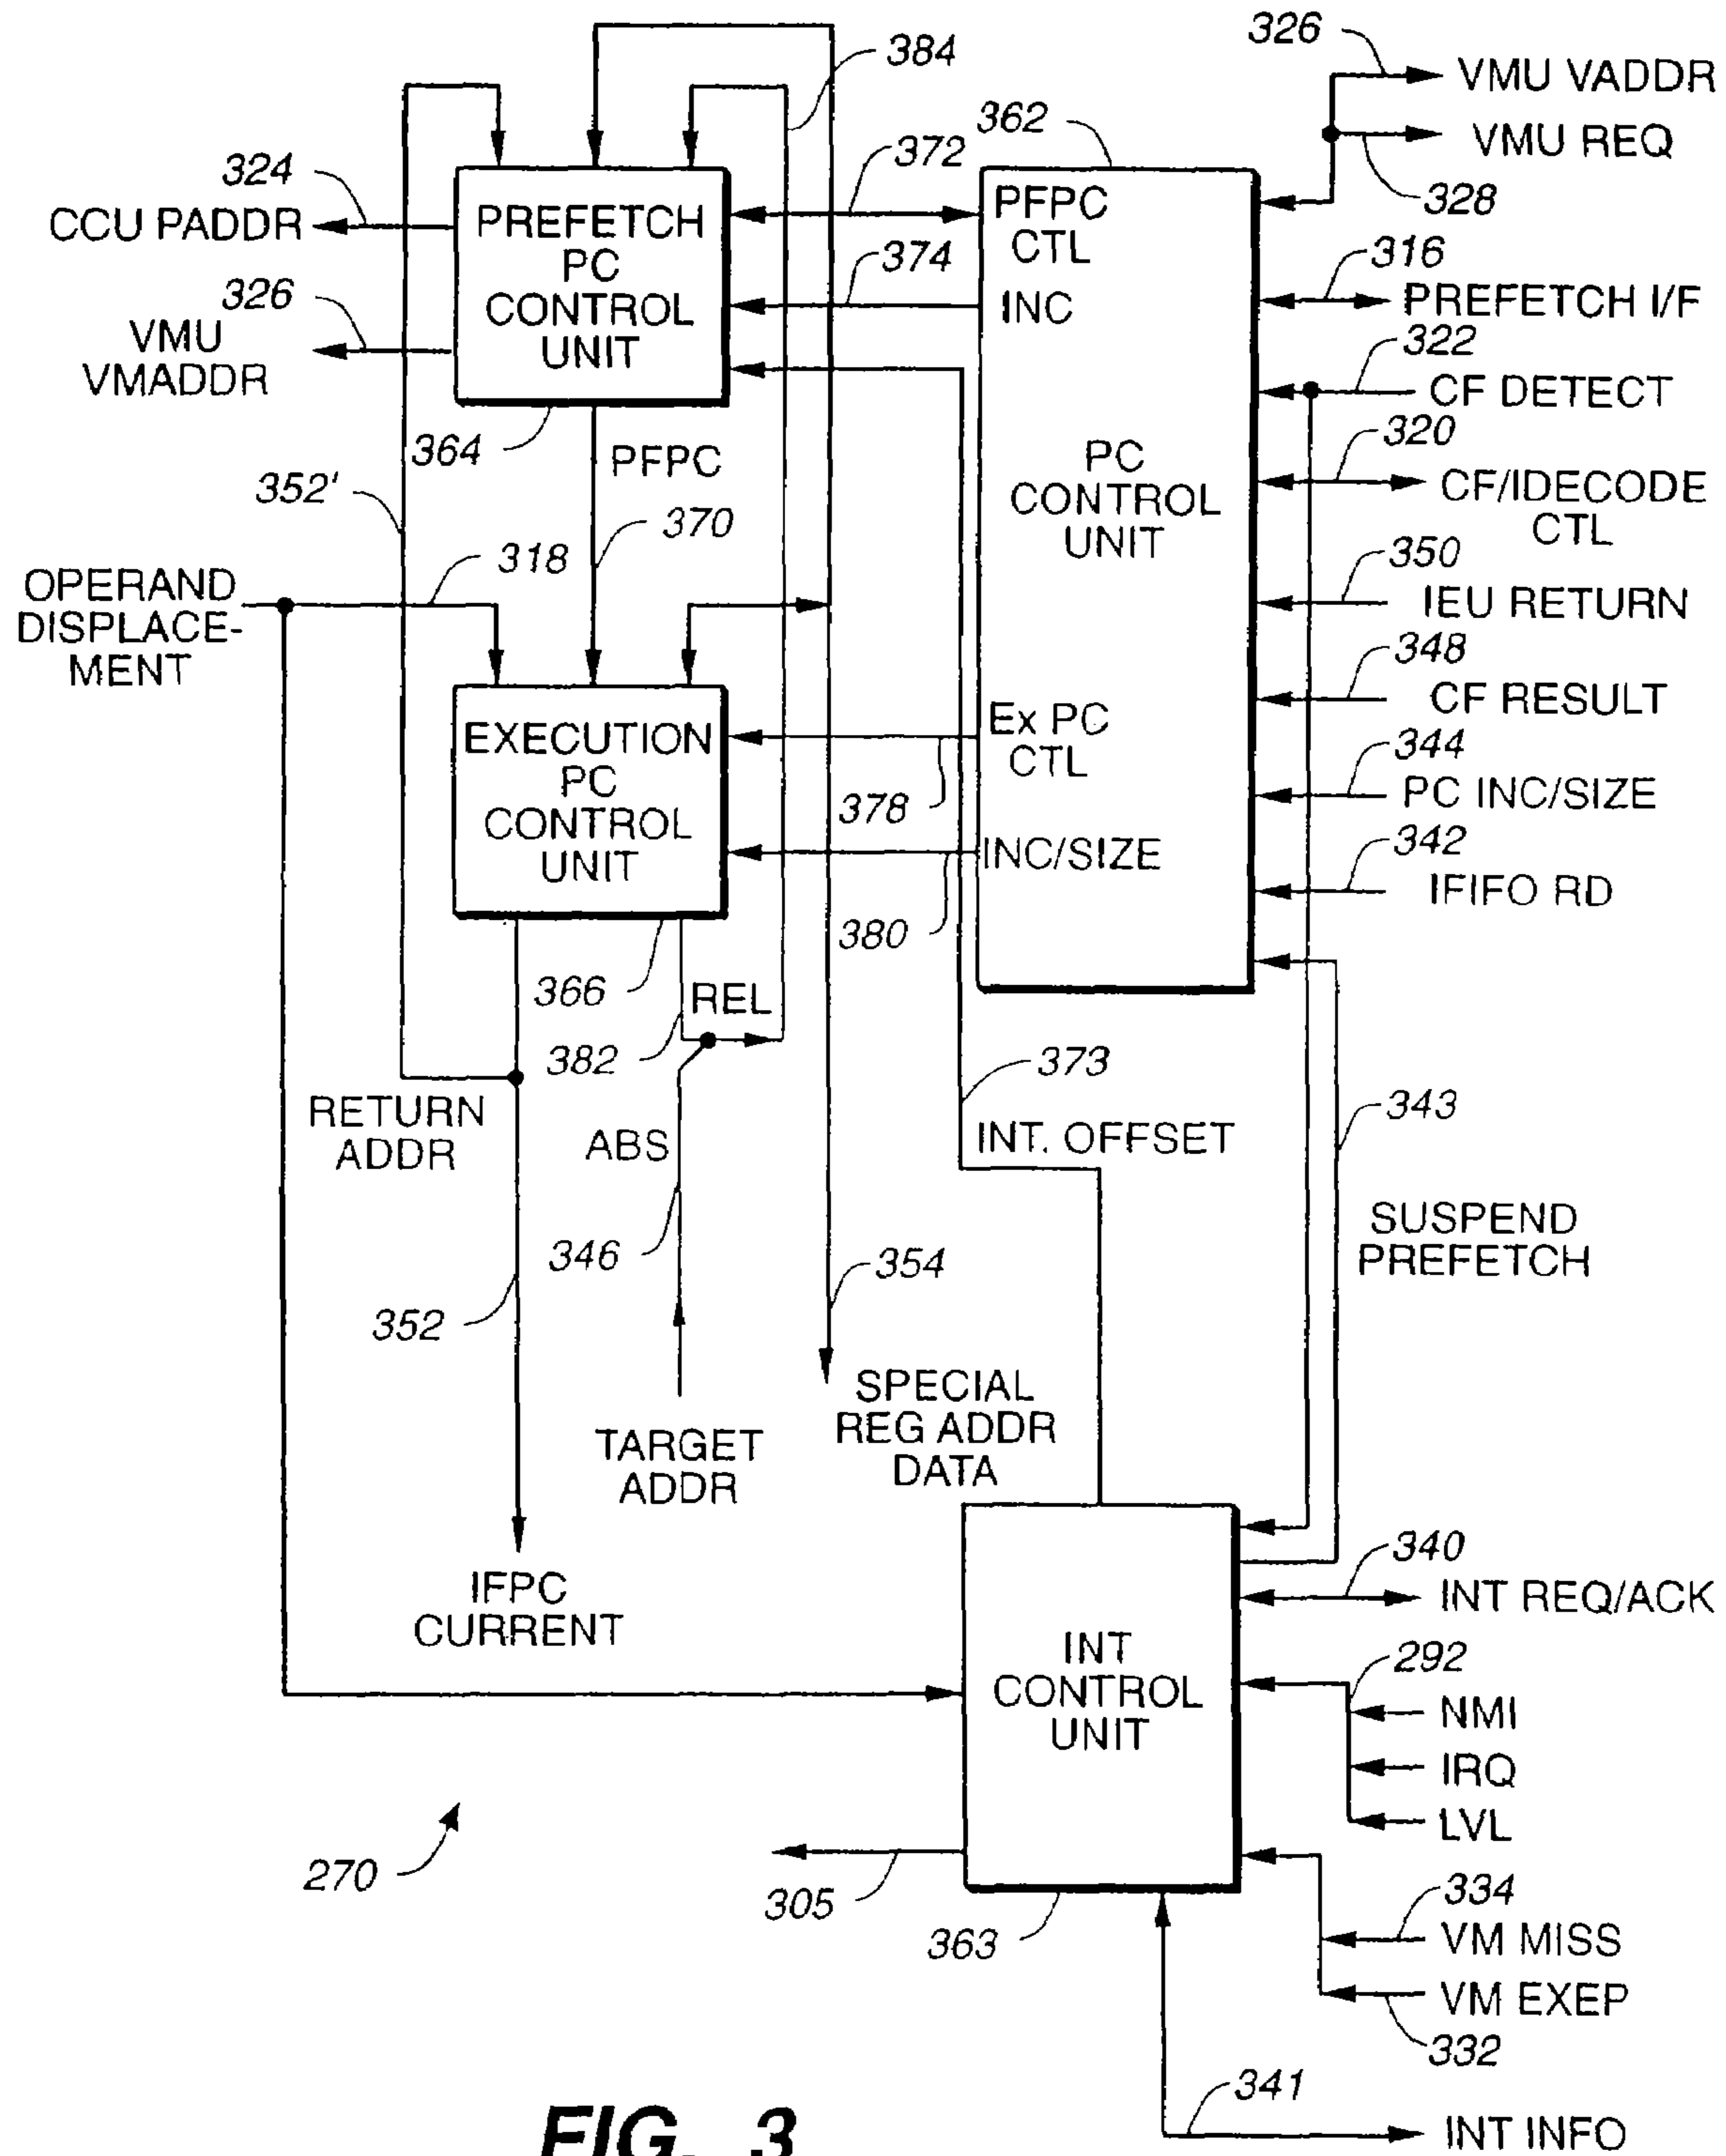 326
VMU VADDR
384
362
VMU REQ
372
324
328
CCU PADDR
PREFETCH
PC
CONTROL
UNIT
PFPC
CTL
374
316
326
INC
PREFETCH I/F
VMU
VMADDR
322
CF DETECT
364
PFPC
320
352'
PC
CONTROL
UNIT
CF/IDECODE
CTL
370
318
350
OPERAND
DISPLACE-
MENT
IEU RETURN
348
CF RESULT
EXECUTION
PC
CONTROL
UNIT
Ex PC
CTL
344
378
PC INC/SIZE
342
INC/SIZE
IFIFO RD
380
366
REL
382
373
343
RETURN
ADDR
ABS
INT. OFFSET
346
354
SUSPEND
PREFETCH
352
SPECIAL
REG ADDR
DATA
TARGET
ADDR
340
IFPC
CURRENT
INT REQ/ACK
INT
CONTROL
UNIT
292
NMI
IRQ
LVL
270
305
334
363
VM MISS
VM EXEP
332
341
INT INFO
FIG. 3